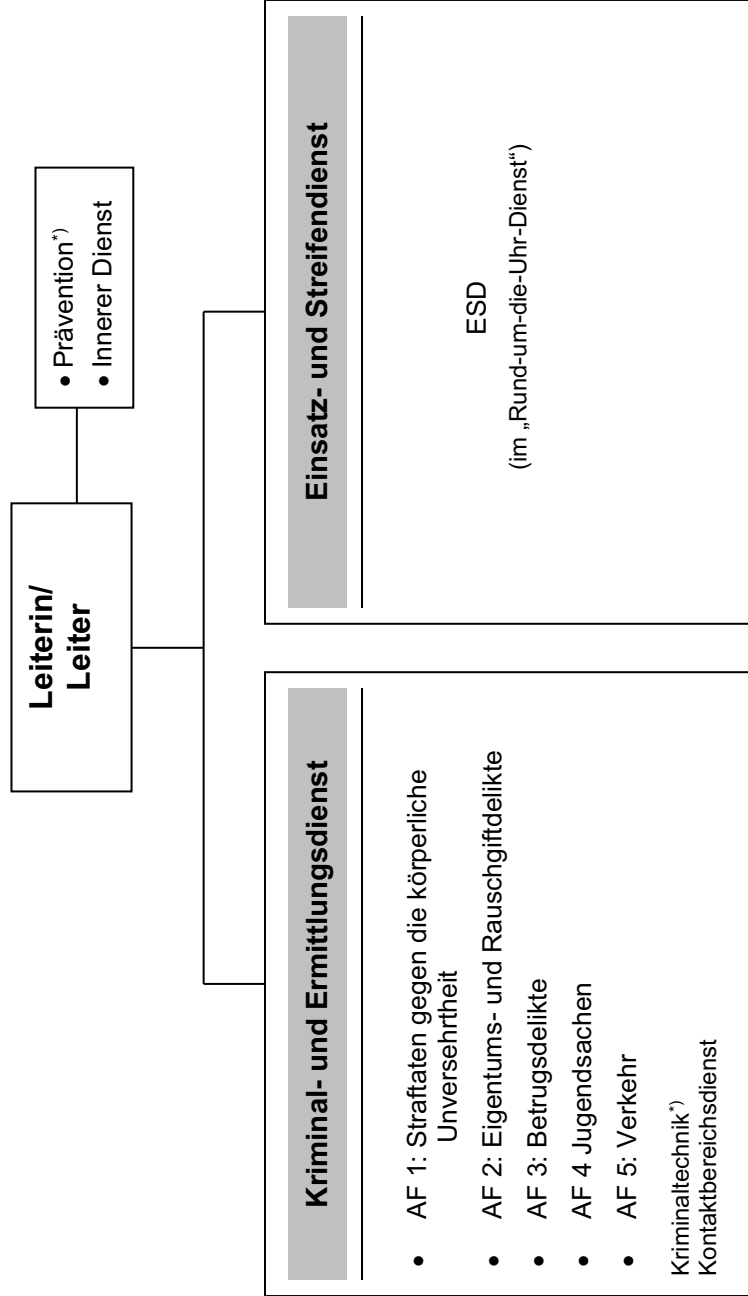 Leiterin/
Leiter
• Prävention*)
• Innerer Dienst
Kriminal- und Ermittlungsdienst
• AF 1: Straftaten gegen die körperliche
Unversehrtheit
• AF 2: Eigentums- und Rauschgiftdelikte
• AF 3: Betrugsdelikte
• AF 4 Jugendsachen
• AF 5: Verkehr
Kriminaltechnik*)
Kontaktbereichsdienst
Einsatz- und Streifendienst
ESD
(im „Rund-um-die-Uhr-Dienst“)